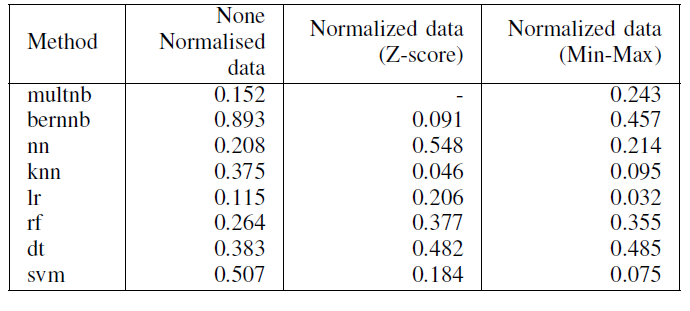 Method None Normalised data Normalized data (Z-score) Normalized data (Min-Max)
multnb 0.152 - 0.243
bernnb 0.893 0.091 0.457
nn 0.208 0.548 0.214
knn 0.375 0.046 0.095
lr 0.115 0.206 0.032
rf 0.264 0.377 0.355
dt 0.383 0.482 0.485
svm 0.507 0.184 0.075